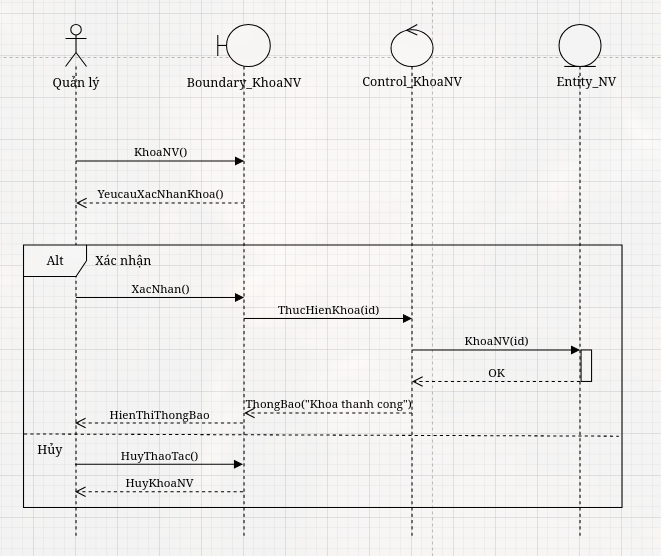 Quản lý
Boundary_KhoaNV
Control_KhoaNV
Entity_NV
KhoaNV()
YeucauXacNhanKhoa()
Alt
Xác nhận
XacNhan()
ThucHienKhoa(id)
KhoaNV(id)
OK
ThongBao("Khoa thanh cong")
HienThiThongBao
Hủy
HuyThaoTac()
HuyKhoaNV